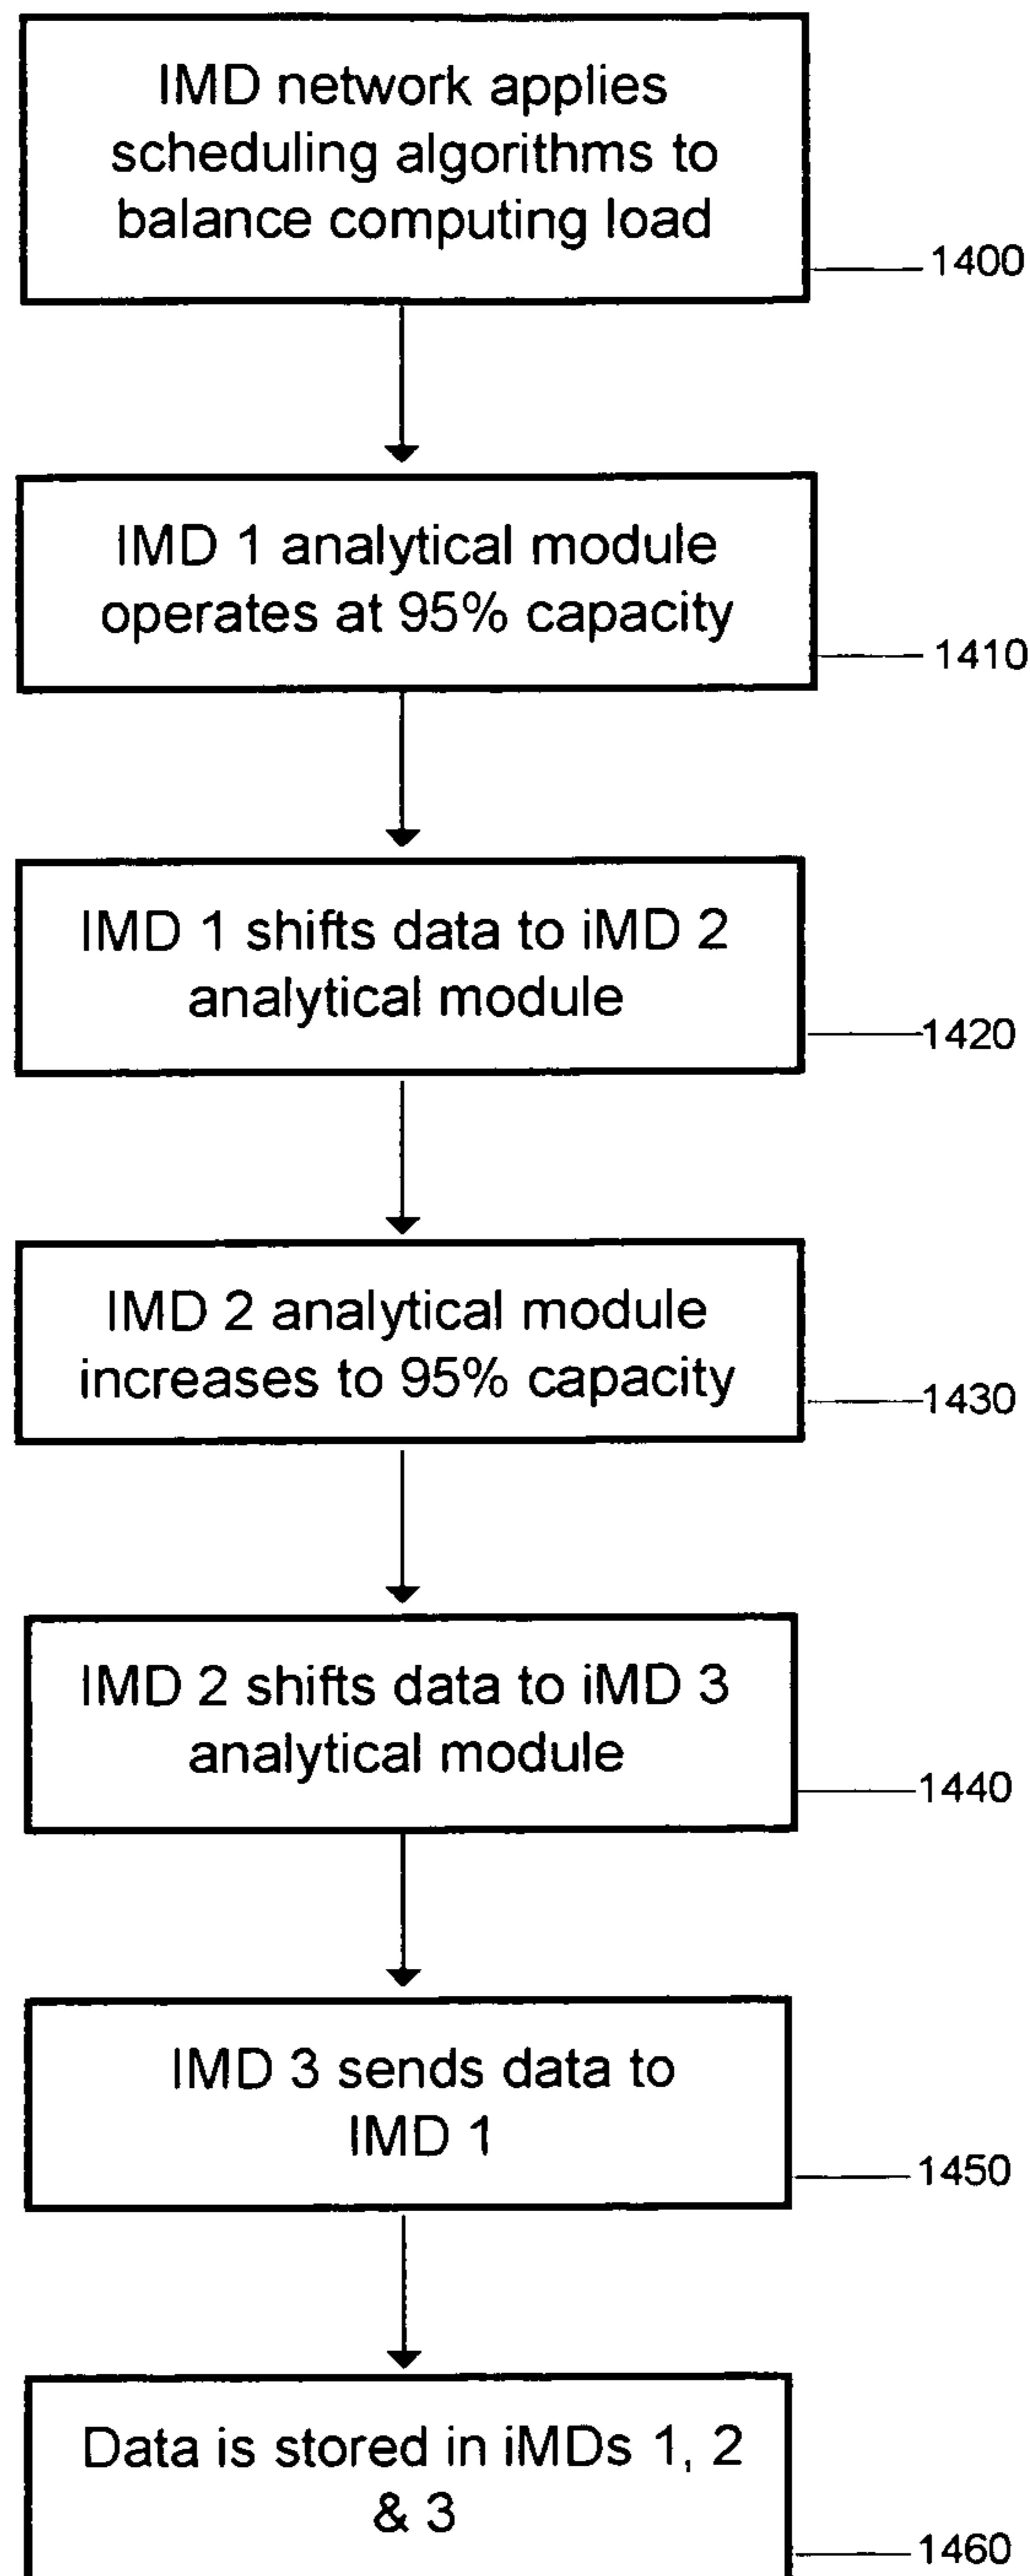 IMD network applies
scheduling algorithms to
balance computing load
1400
IMD 1 analytical module
operates at 95% capacity
1410
IMD 1 shifts data to iMD 2
analytical module
1420
IMD 2 analytical module
increases to 95% capacity
1430
IMD 2 shifts data to iMD 3
analytical module
1440
IMD 3 sends data to
IMD 1
1450
Data is stored in iMDs 1, 2
& 3
1460